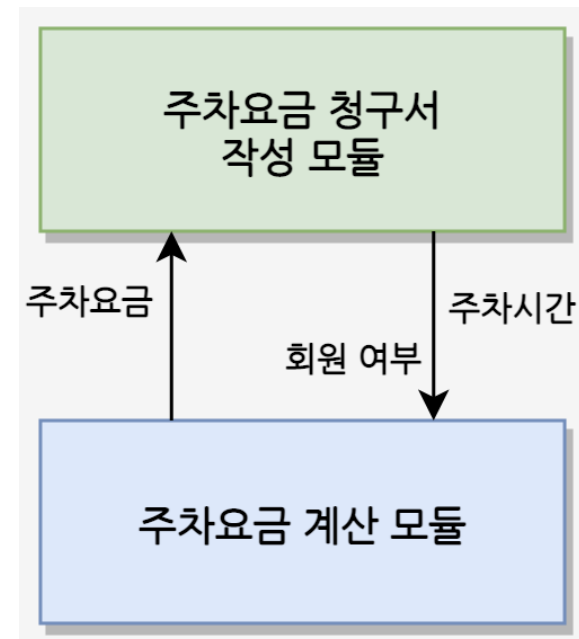 주차요금 청구서
작성 모듈
주차요금
주차시간
회원 여부
주차요금 계산 모듈